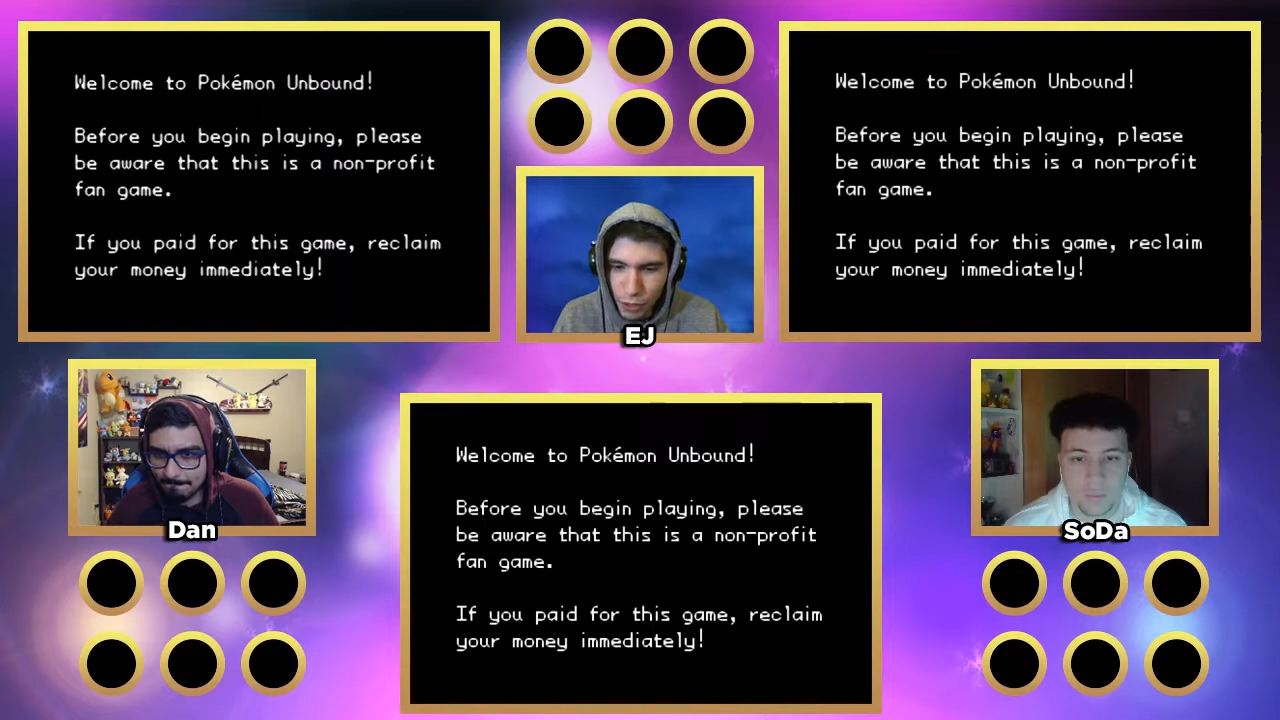 Welcome to Pokémon Unbound!
Before you begin playing, please
be aware that this is a non-profit
fan game.
If you paid for this game, reclaim
your money immediately!
EJ
Welcome to Pokémon Unbound!
Before you begin playing, please
be aware that this is a non-profit
fan game.
If you paid for this game, reclaim
your money immediately!
Dan
Welcome to Pokémon Unbound!
Before you begin playing, please
be aware that this is a non-profit
fan game.
If you paid for this game, reclaim
your money immediately!
SoDa